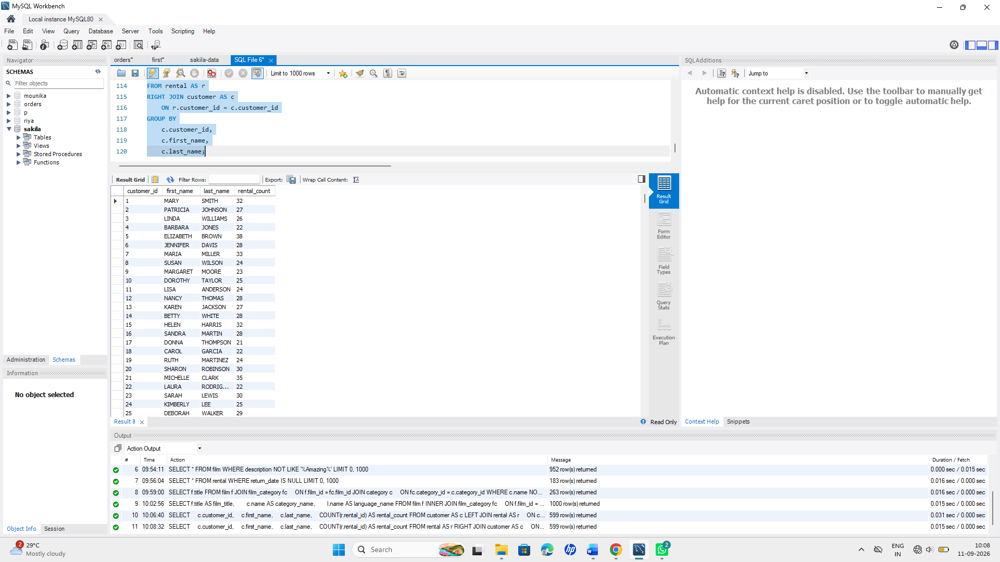 MySQL Workbench
Local instance MySQL80
File Edit View Query Database Server Tools Scripting Help
Navigator
SCHEMAS
Filter objects
mounika
orders
p
riya
sakila
Tables
Views
Stored Procedures
Functions
Administration Schemas
Information
No object selected
Object Info Session
orders* first* sakila-data SQL File 6*
Limit to 1000 rows
114 FROM rental AS r
115 RIGHT JOIN customer AS c
116 ON r.customer_id = c.customer_id
117 GROUP BY
118 c.customer_id,
119 c.first_name,
120 c.last_name;
Result Grid Filter Rows: Export: Wrap Cell Content:
customer_id first_name last_name rental_count
1 MARY SMITH 32
2 PATRICIA JOHNSON 27
3 LINDA WILLIAMS 26
4 BARBARA JONES 22
5 ELIZABETH BROWN 38
6 JENNIFER DAVIS 28
7 MARIA MILLER 33
8 SUSAN WILSON 24
9 MARGARET MOORE 23
10 DOROTHY TAYLOR 25
11 LISA ANDERSON 24
12 NANCY THOMAS 28
13 KAREN JACKSON 27
14 BETTY WHITE 28
15 HELEN HARRIS 32
16 SANDRA MARTIN 28
17 DONNA THOMPSON 21
18 CAROL GARCIA 22
19 RUTH MARTINEZ 24
20 SHARON ROBINSON 30
21 MICHELLE CLARK 35
22 LAURA RODRIG... 22
23 SARAH LEWIS 30
24 KIMBERLY LEE 25
25 DEBORAH WALKER 29
Result Grid
Form Editor
Field Types
Query Stats
Execution Plan
Result 8
Read Only
SQLAdditions
Jump to
Automatic context help is disabled. Use the toolbar to manually get
help for the current caret position or to toggle automatic help.
Context Help Snippets
Output
Action Output
# Time Action Message Duration / Fetch
6 09:54:11 SELECT * FROM film WHERE description NOT LIKE '%Amazing%' LIMIT 0, 1000 952 row(s) returned 0.000 sec / 0.015 sec
7 09:56:04 SELECT * FROM rental WHERE return_date IS NULL LIMIT 0, 1000 183 row(s) returned 0.016 sec / 0.000 sec
8 09:59:00 SELECT f.title FROM film f JOIN film_category fc ON f.film_id = fc.film_id JOIN category c ON fc.category_id = c.category_id WHERE c.name NO... 263 row(s) returned 0.016 sec / 0.000 sec
9 10:02:56 SELECT f.title AS film_title, c.name AS category_name, l.name AS language_name FROM film f INNER JOIN film_category fc ON f.film_id = ... 1000 row(s) returned 0.015 sec / 0.000 sec
10 10:06:40 SELECT c.customer_id, c.first_name, c.last_name, COUNT(r.rental_id) AS rental_count FROM customer AS c LEFT JOIN rental AS r ON c... 599 row(s) returned 0.031 sec / 0.000 sec
11 10:08:32 SELECT c.customer_id, c.first_name, c.last_name, COUNT(r.rental_id) AS rental_count FROM rental AS r RIGHT JOIN customer AS c ON... 599 row(s) returned 0.015 sec / 0.000 sec
2
29°C
Mostly cloudy
Search
2
ENG
IN
10:08
11-09-2026